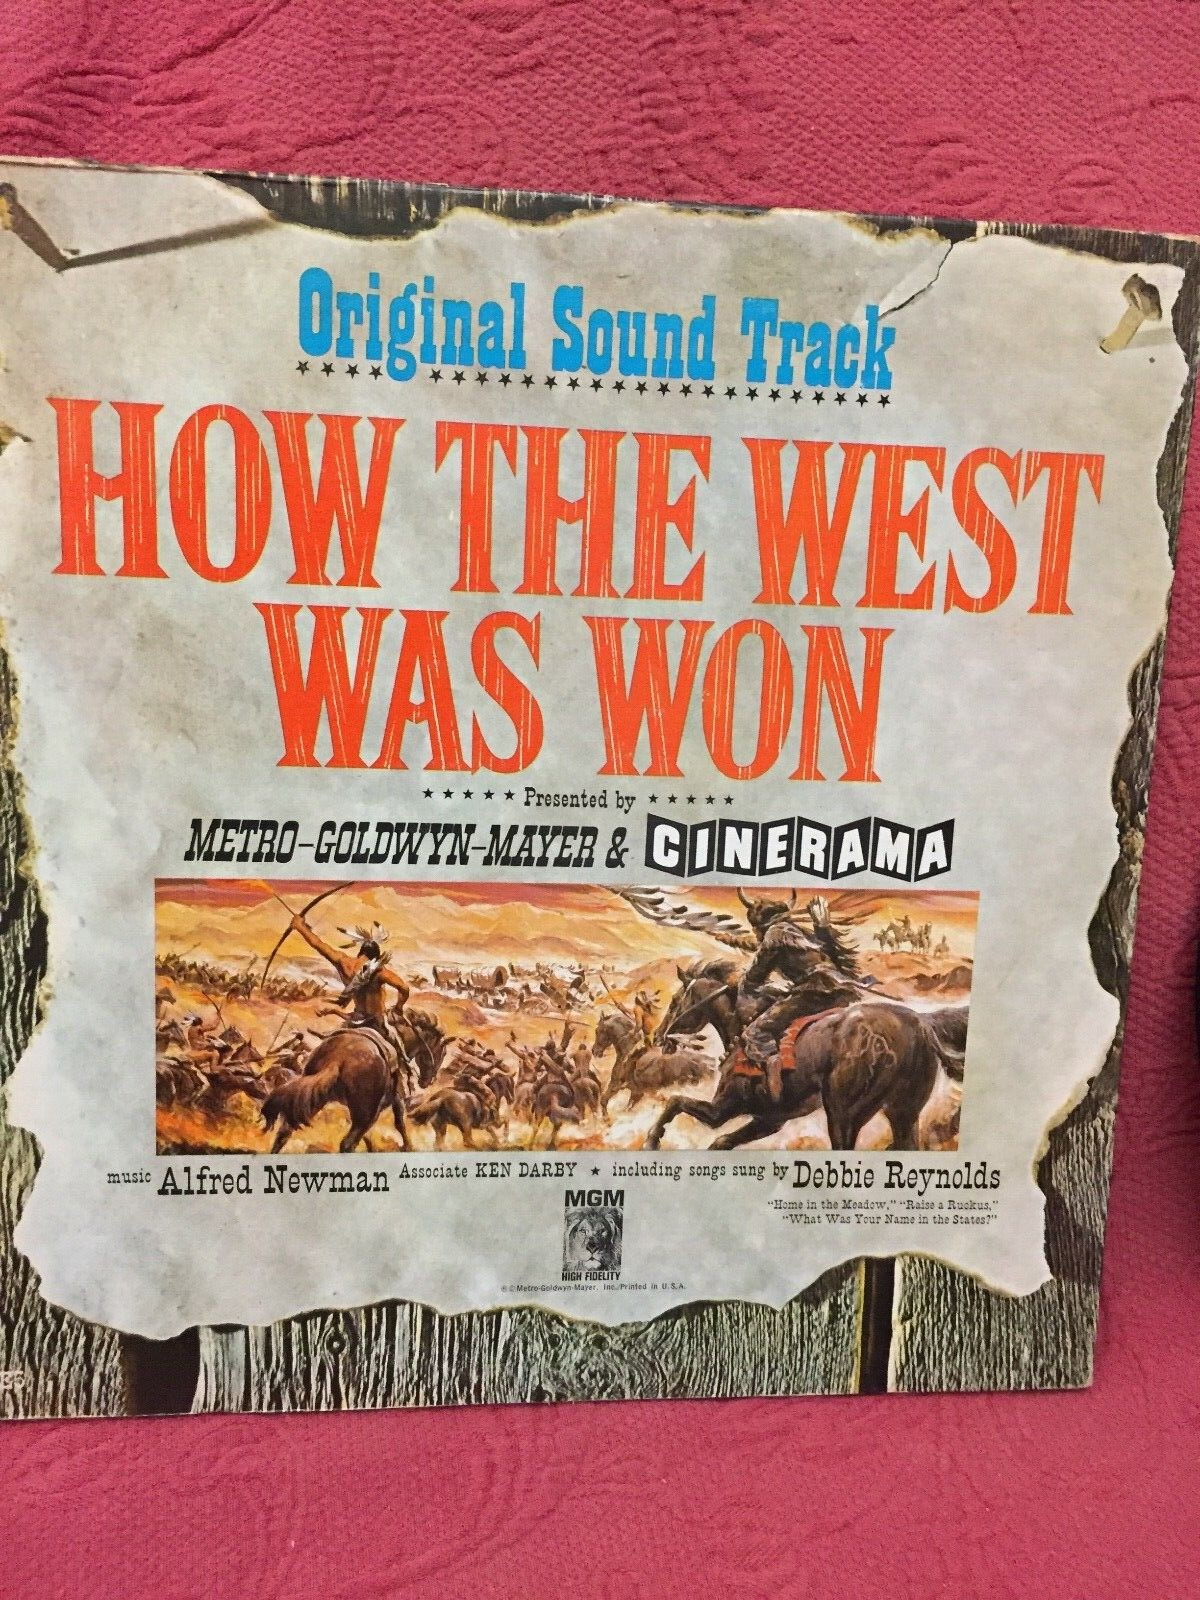 Original Sound Track
HOW THE WEST
WAS WON
★★★★★ Presented by ★★★★★
METRO-GOLDWYN-MAYER & CINERAMA
music Alfred Newman Associate KEN DARBY ★ including songs sung by Debbie Reynolds
"Home in the Meadow," "Raise a Ruckus,"
"What Was Your Name in the States?"
MGM
HIGH FIDELITY
Metro-Goldwyn-Mayer, Inc./Printed in U.S.A.